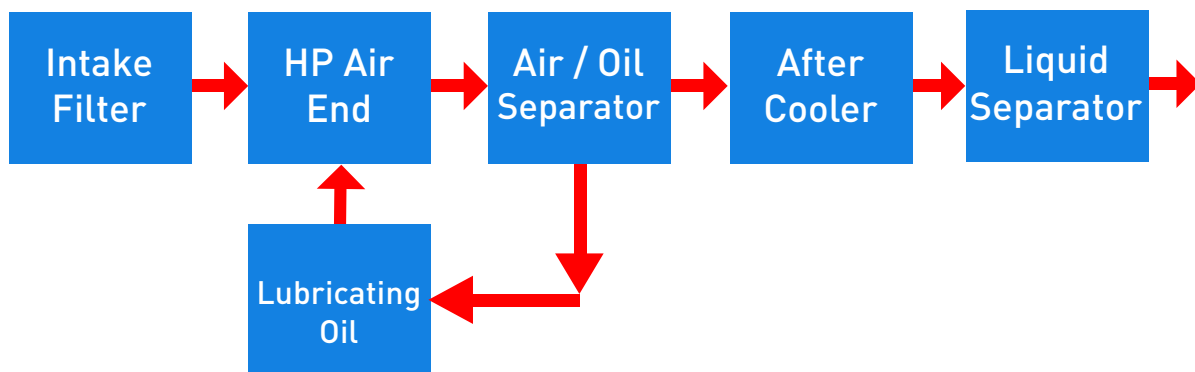 Intake
Filter
HP Air
End
Air / Oil
Separator
After
Cooler
Liquid
Separator
Lubricating
Oil